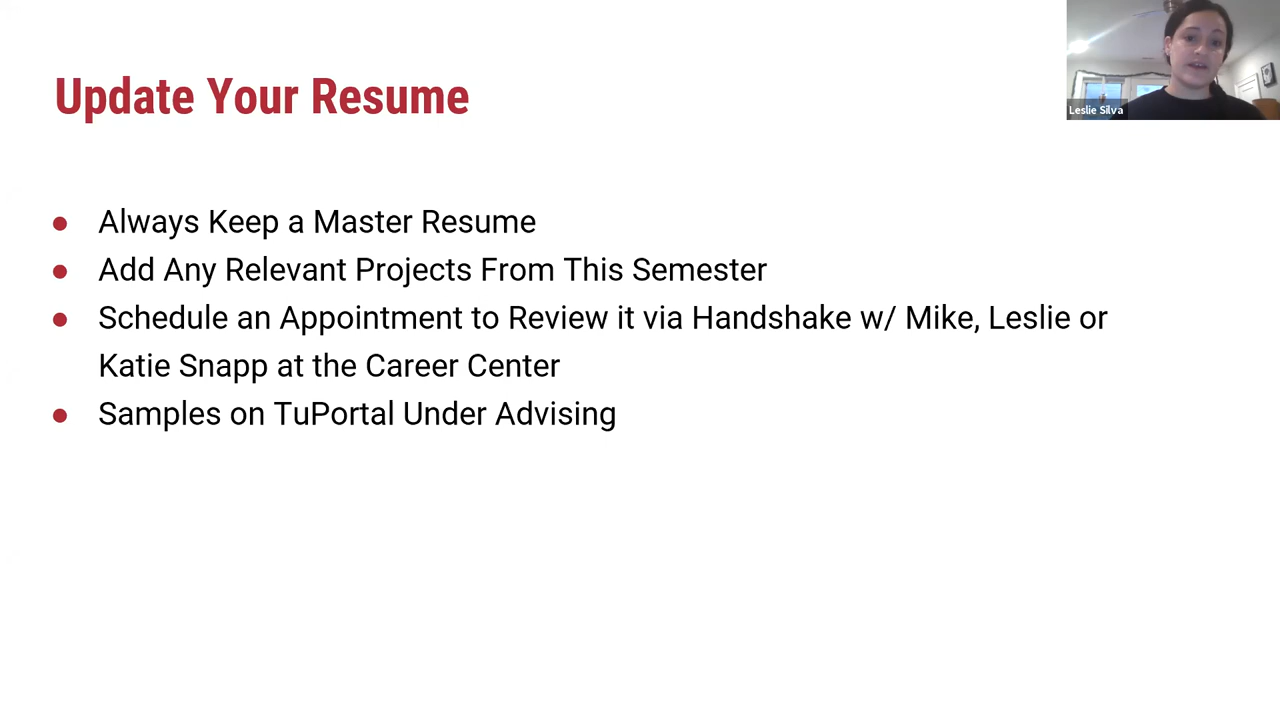 Update Your Resume
Leslie Silva
Always Keep a Master Resume
Add Any Relevant Projects From This Semester
Schedule an Appointment to Review it via Handshake w/ Mike, Leslie or
Katie Snapp at the Career Center
Samples on TuPortal Under Advising